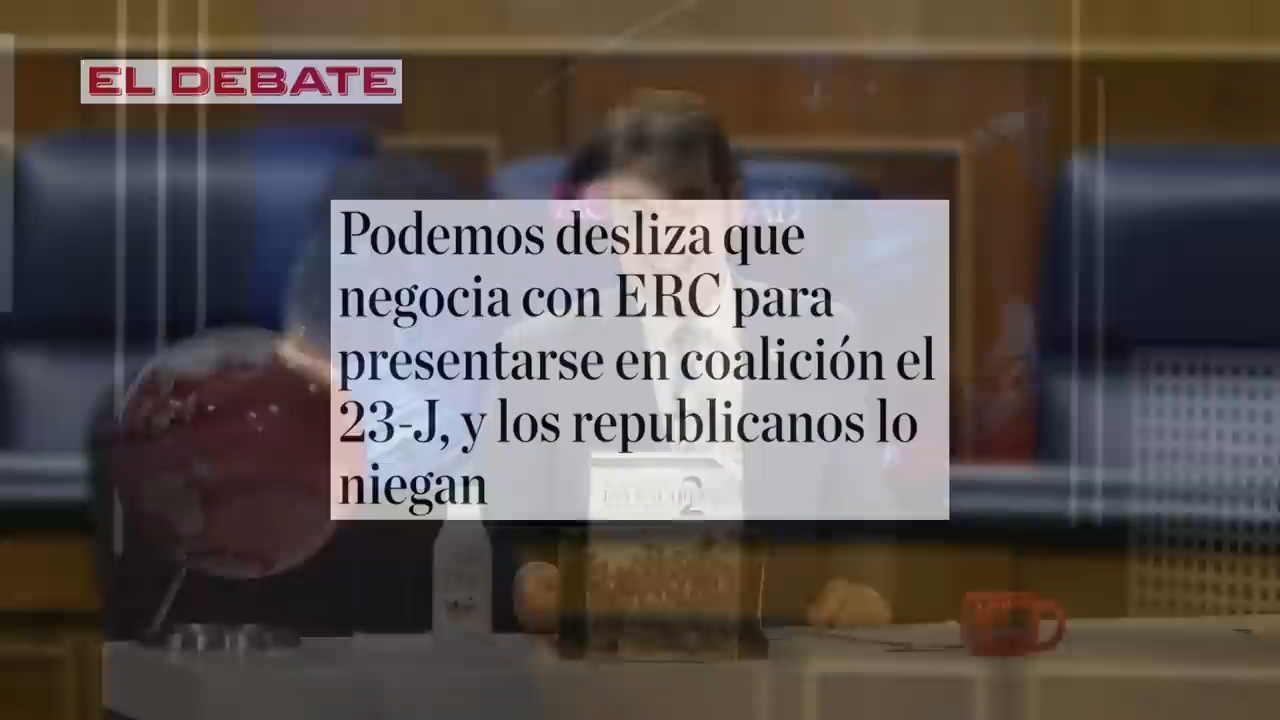 EL DEBATE
Podemos desliza que
negocia con ERC para
presentarse en coalición el
23-J, y los republicanos lo
niegan